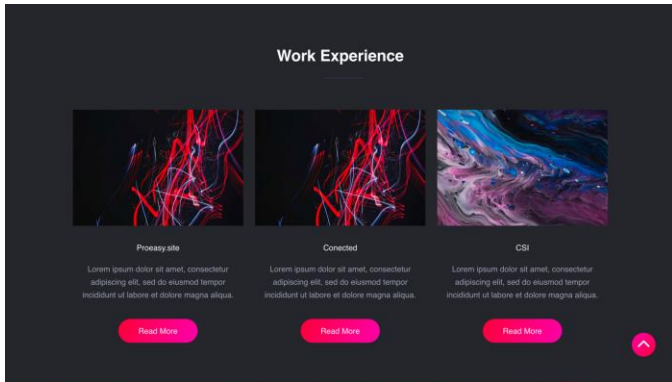 Work Experience
Proeasy.site
Lorem ipsum dolor sit amet, consectetur
adipiscing elit, sed do eiusmod tempor
incididunt ut labore et dolore magna aliqua.
Read More
Conected
Lorem ipsum dolor sit amet, consectetur
adipiscing elit, sed do eiusmod tempor
incididunt ut labore et dolore magna aliqua.
Read More
CSI
Lorem ipsum dolor sit amet, consectetur
adipiscing elit, sed do eiusmod tempor
incididunt ut labore et dolore magna aliqua.
Read More